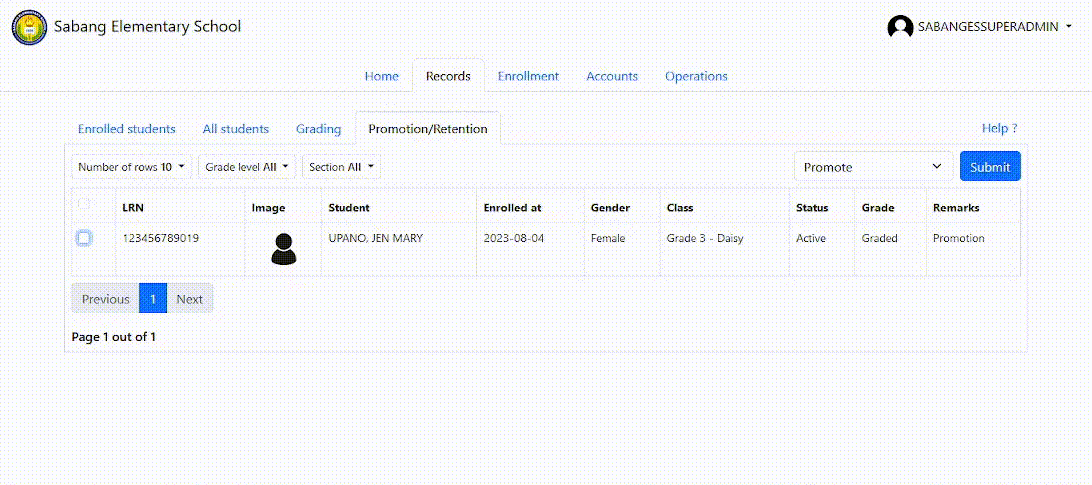 Sabang Elementary School
SABANGESSUPERADMIN
Home Records Enrollment Accounts Operations
Enrolled students All students Grading Promotion/Retention Help ?
Number of rows 10 Grade level All Section All Promote Submit
LRN Image Student Enrolled at Gender Class Status Grade Remarks
123456789019 UPANO, JEN MARY 2023-08-04 Female Grade 3 - Daisy Active Graded Promotion
Previous 1 Next
Page 1 out of 1